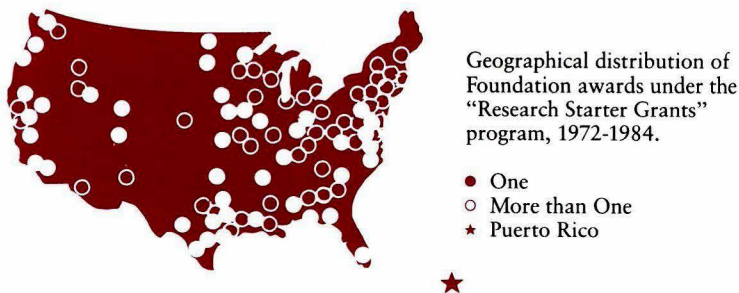 Geographical distribution of
Foundation awards under the
“Research Starter Grants”
program, 1972-1984.
One
More than One
Puerto Rico